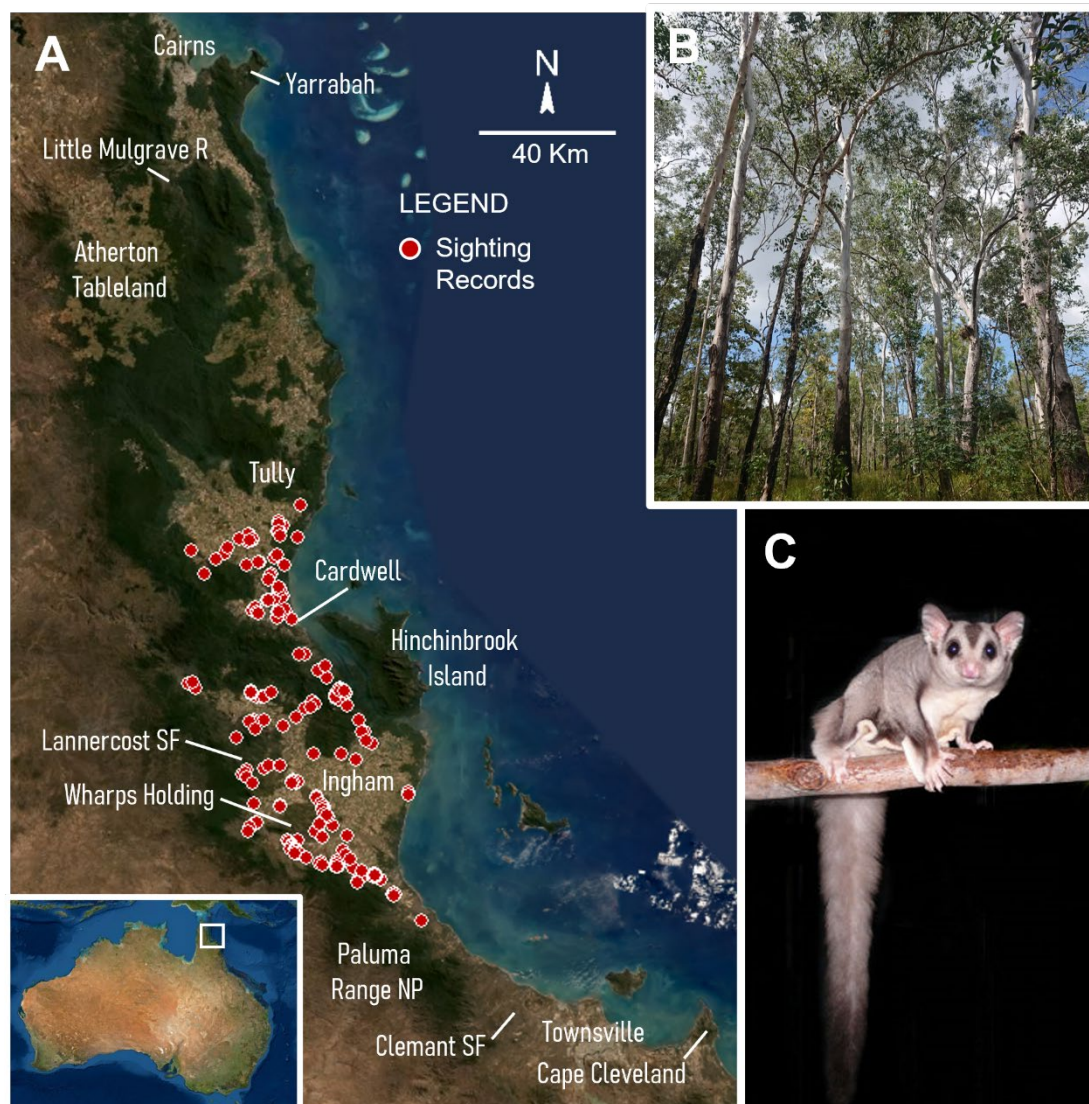 A
Cairns
Yarrabah
N
40 Km
Little Mulgrave R
LEGEND
Sighting
Records
Atherton
Tableland
Tully
Cardwell
Hinchinbrook
Island
Lannercost SF
Ingham
Wharps Holding
Paluma
Range NP
Clemant SF
Townsville
Cape Cleveland
B
C